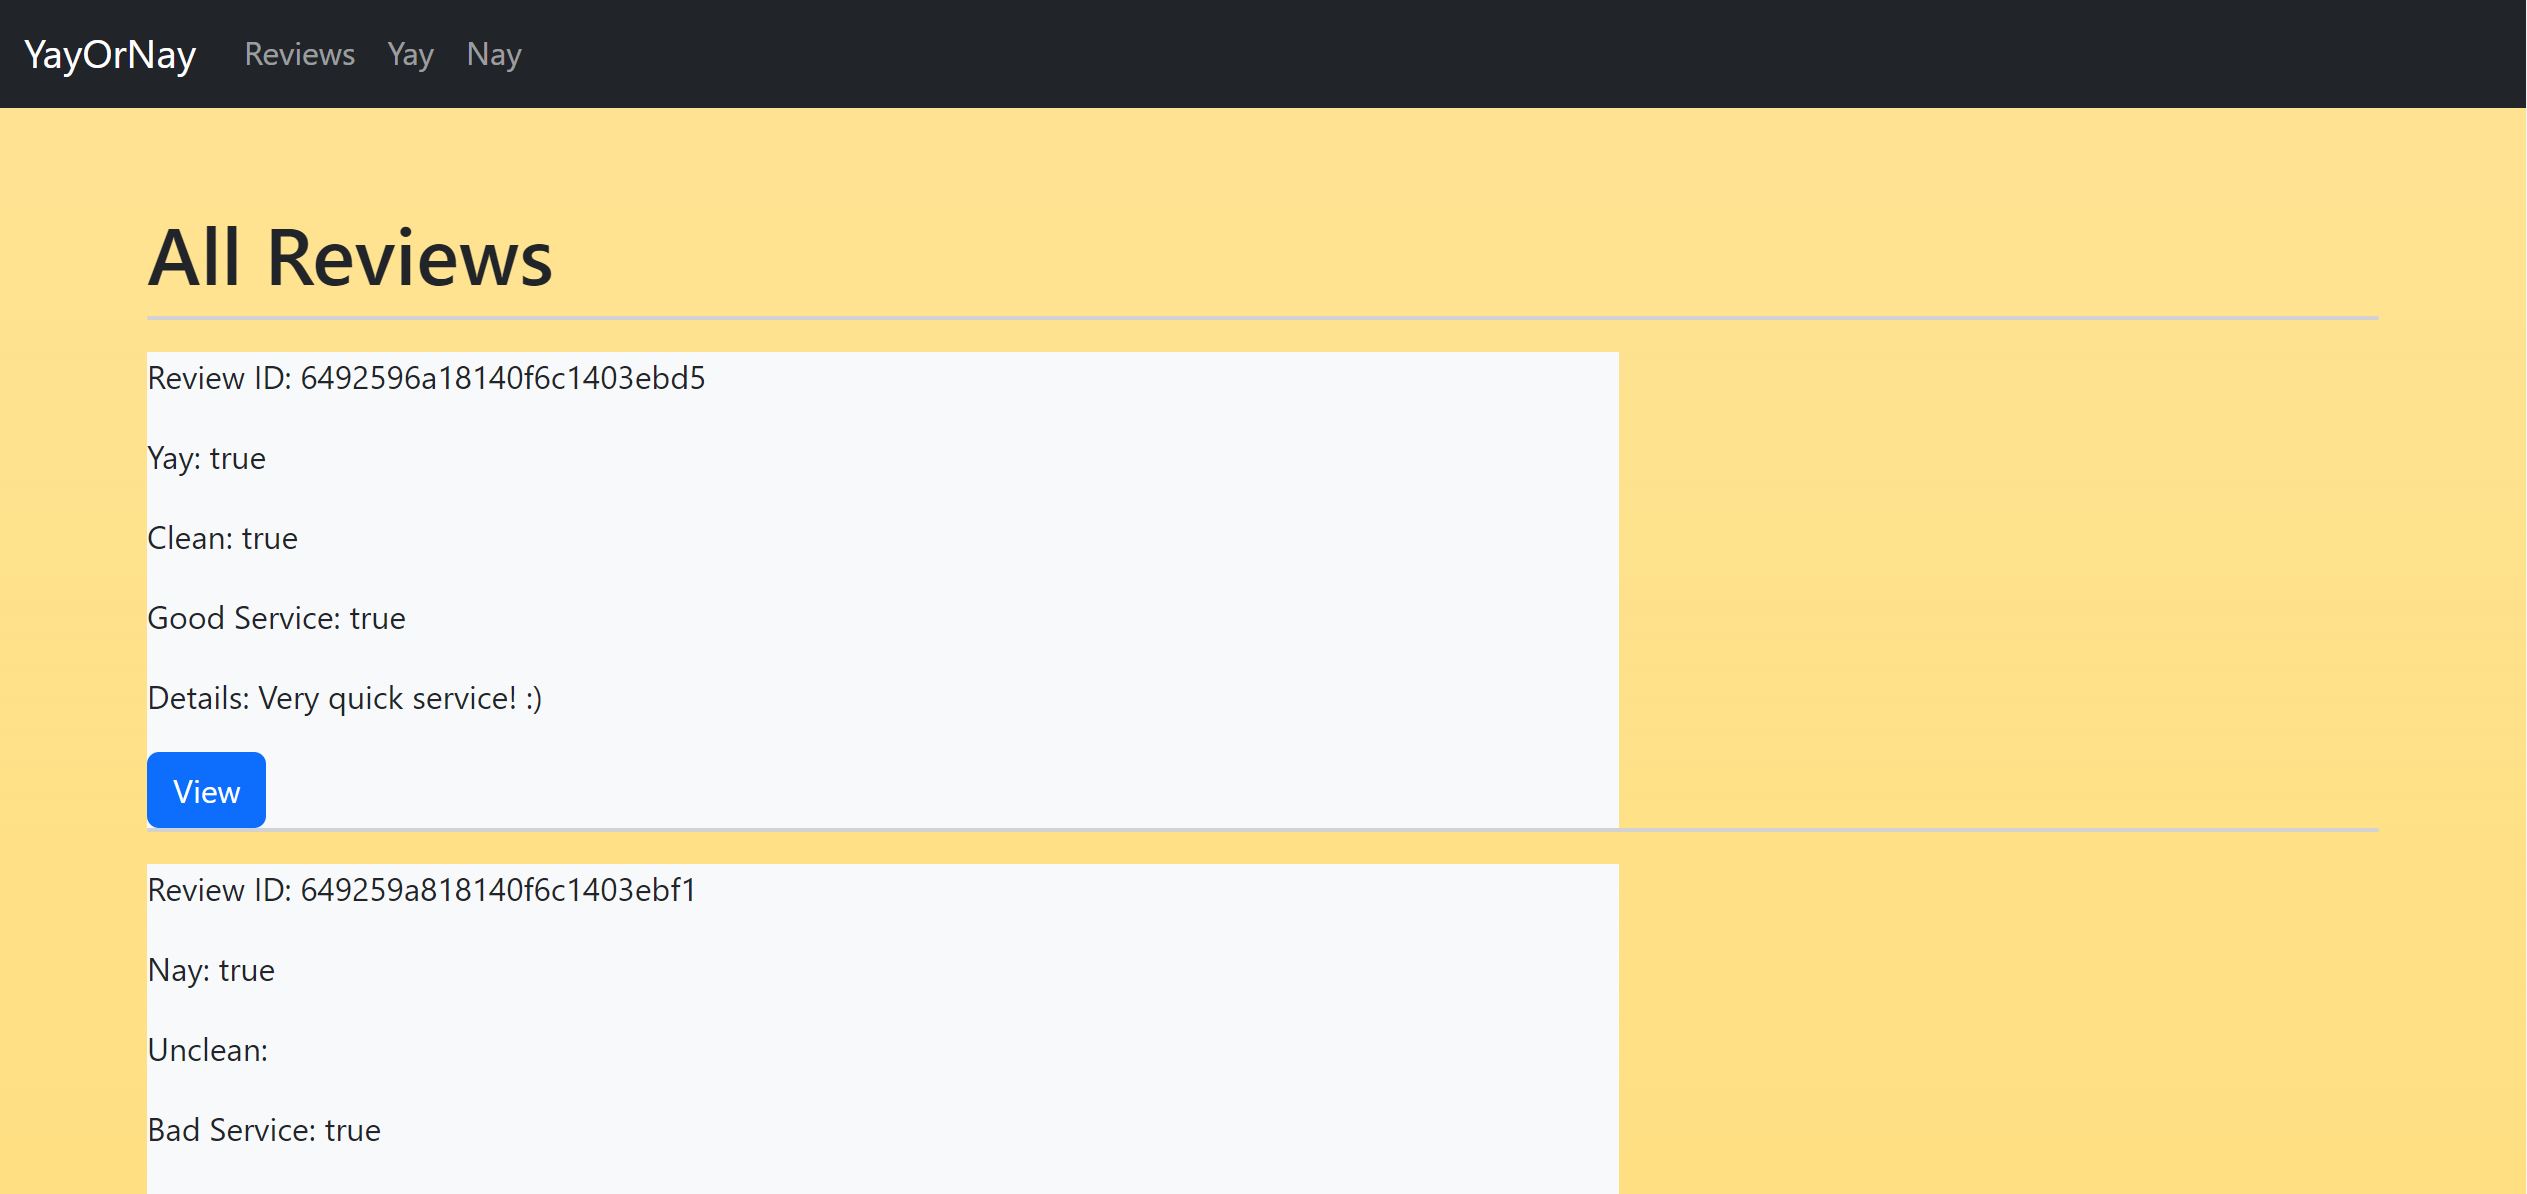 YayOrNay Reviews Yay Nay
All Reviews
Review ID: 6492596a18140f6c1403ebd5
Yay: true
Clean: true
Good Service: true
Details: Very quick service! :)
View
Review ID: 649259a818140f6c1403ebf1
Nay: true
Unclean:
Bad Service: true